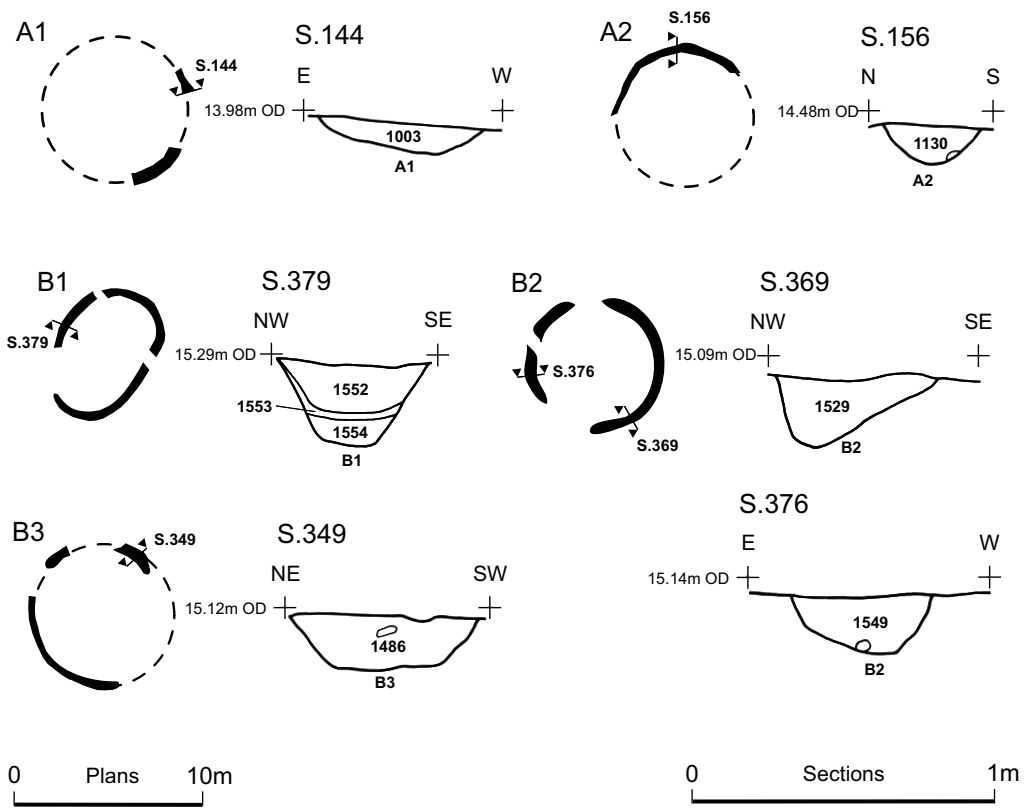 A1
S.144
S.144
E
W
13.98m OD
1003
A1
A2
S.156
S.156
N
S
14.48m OD
1130
A2
B1
S.379
S.379
NW
SE
15.29m OD
1552
1553
1554
B1
B2
S.376
S.369
S.369
NW
SE
15.09m OD
1529
B2
B3
S.349
S.349
NE
SW
15.12m OD
1486
B3
S.376
E
W
15.14m OD
1549
B2
0 Plans 10m
0 Sections 1m